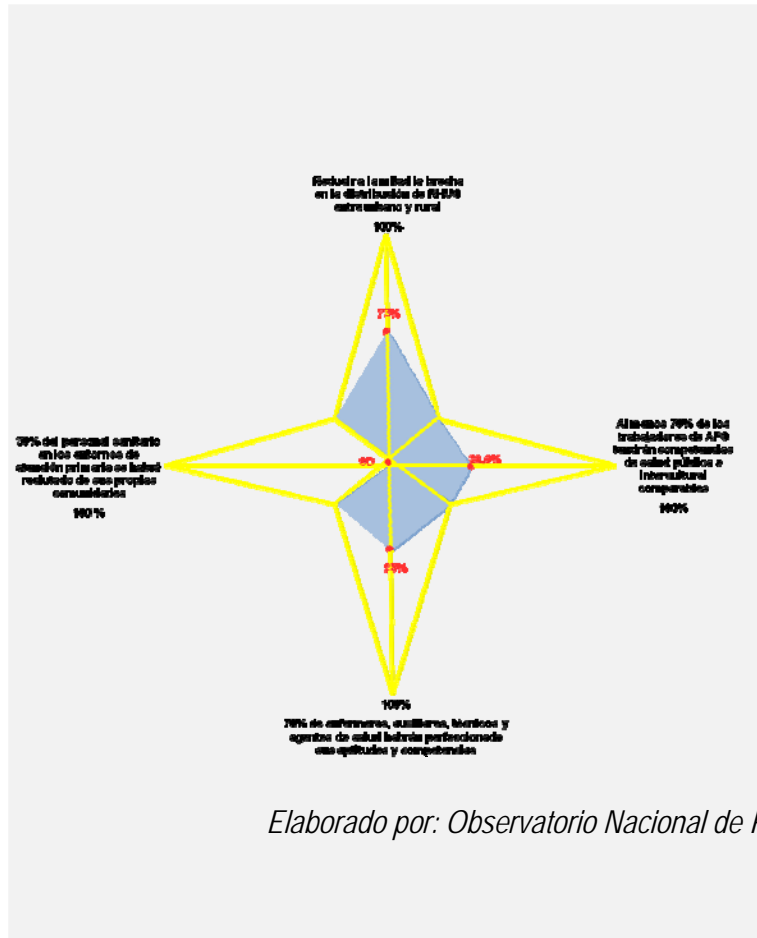 Reducir a la mitad la brecha
en la distribución de RHUS
entre urbano y rural
100%
73%
30% del personal sanitario
en los entornos de
atención primaria se habrá
reclutado de sus propias
comunidades
100%
Al menos 70% de los
trabajadores de APS
tendrán competencias
de salud pública e
intercultural
comparables
100%
100%
70% de enfermeras, auxiliares, técnicos y
agentes de salud habrán perfeccionado
sus aptitudes y competencias
Elaborado por: Observatorio Nacional de